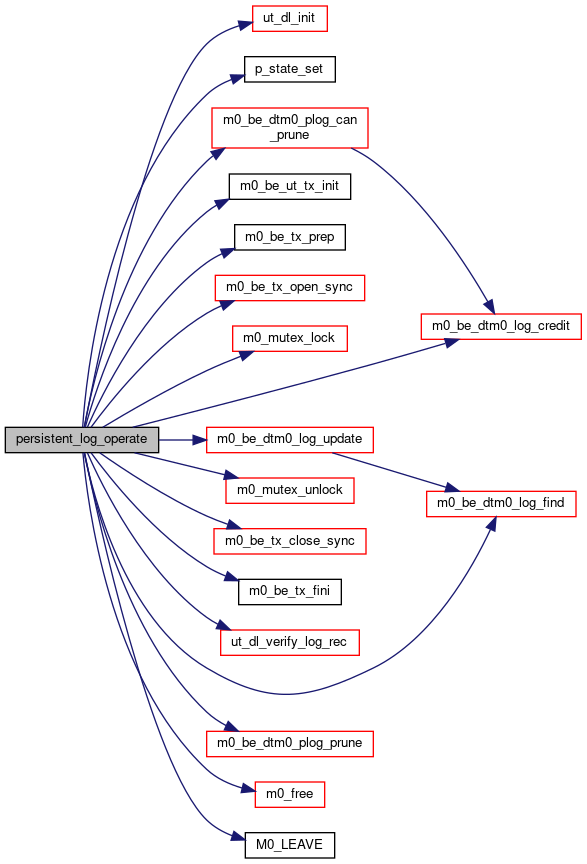 ut_dl_init
p_state_set
m0_be_dtm0_plog_can
_prune
m0_be_ut_tx_init
m0_be_tx_prep
m0_be_tx_open_sync
m0_be_dtm0_log_credit
m0_mutex_lock
persistent_log_operate
m0_be_dtm0_log_update
m0_mutex_unlock
m0_be_dtm0_log_find
m0_be_tx_close_sync
m0_be_tx_fini
ut_dl_verify_log_rec
m0_be_dtm0_plog_prune
m0_free
M0_LEAVE